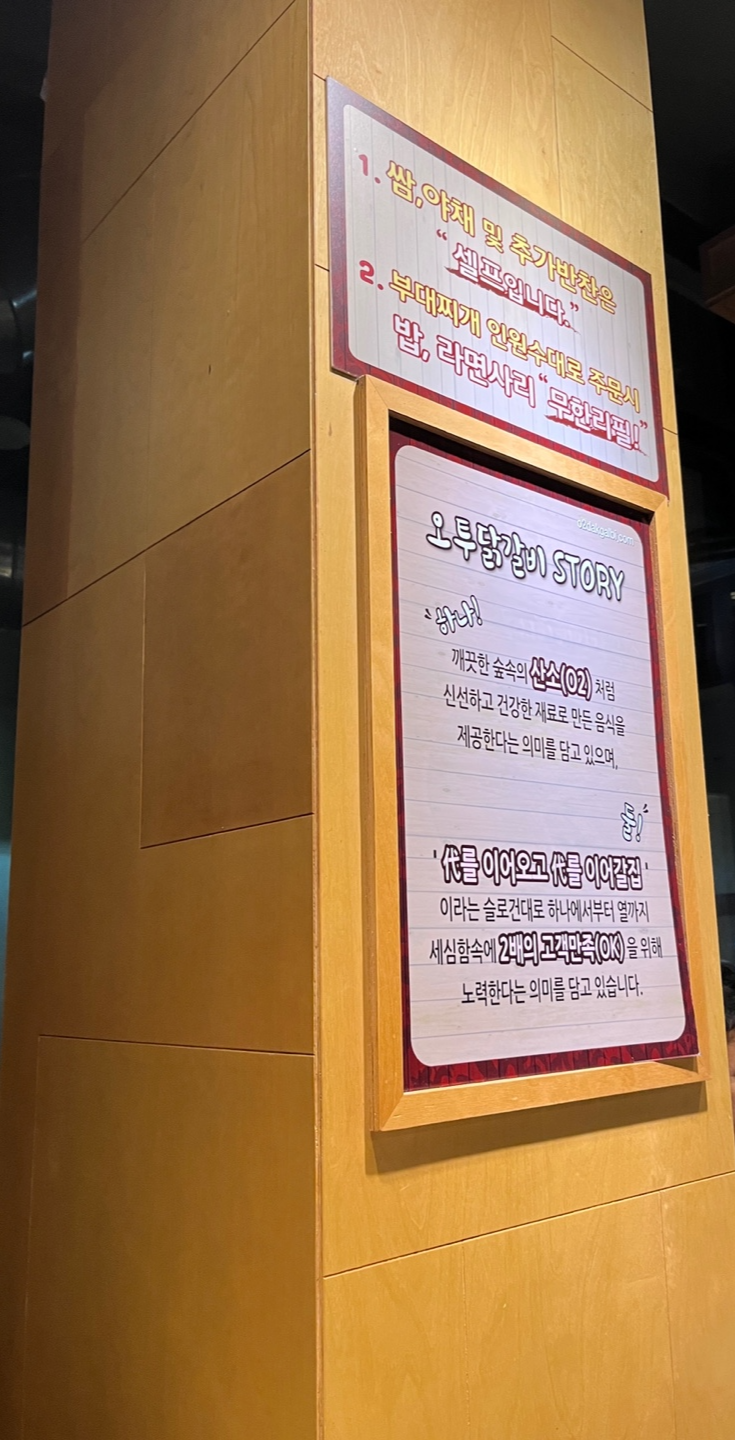 1. 쌈,야채 및 추가반찬은
“ 셀프입니다.”
2. 부대찌개 인원수대로 주문시
밥, 라면사리 “무한리필!”
o2dakgalbi.com
오투닭갈비 STORY
하나!
깨끗한 숲속의 산소(O2) 처럼
신선하고 건강한 재료로 만든 음식을
제공한다는 의미를 담고 있으며,
둘!
' 代를 이어오고 代를 이어갈집 '
이라는 슬로건대로 하나에서부터 열까지
세심함속에 2배의 고객만족(OK) 을 위해
노력한다는 의미를 담고 있습니다.